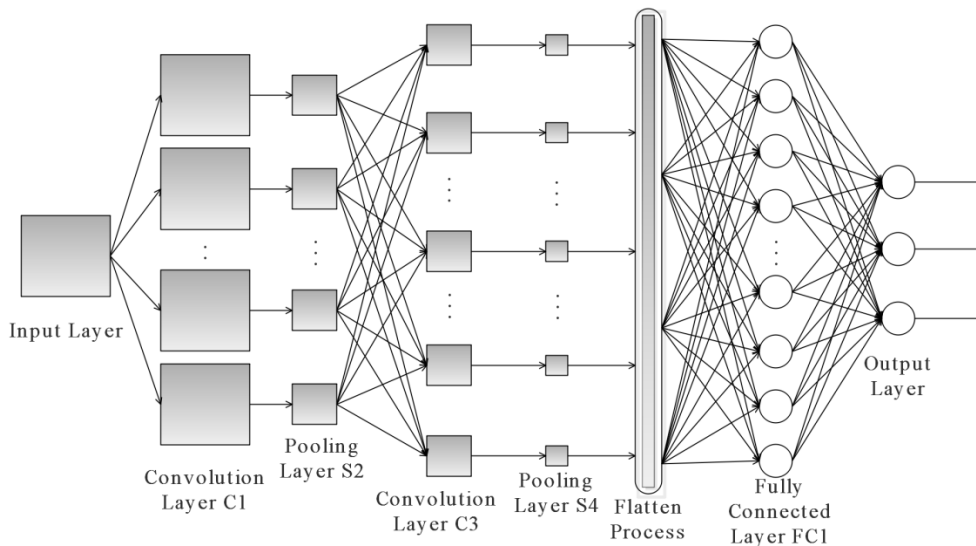 Input Layer
Convolution
Layer C1
Pooling
Layer S2
Convolution
Layer C3
Pooling
Layer S4
Flatten
Process
Fully
Connected
Layer FC1
Output
Layer